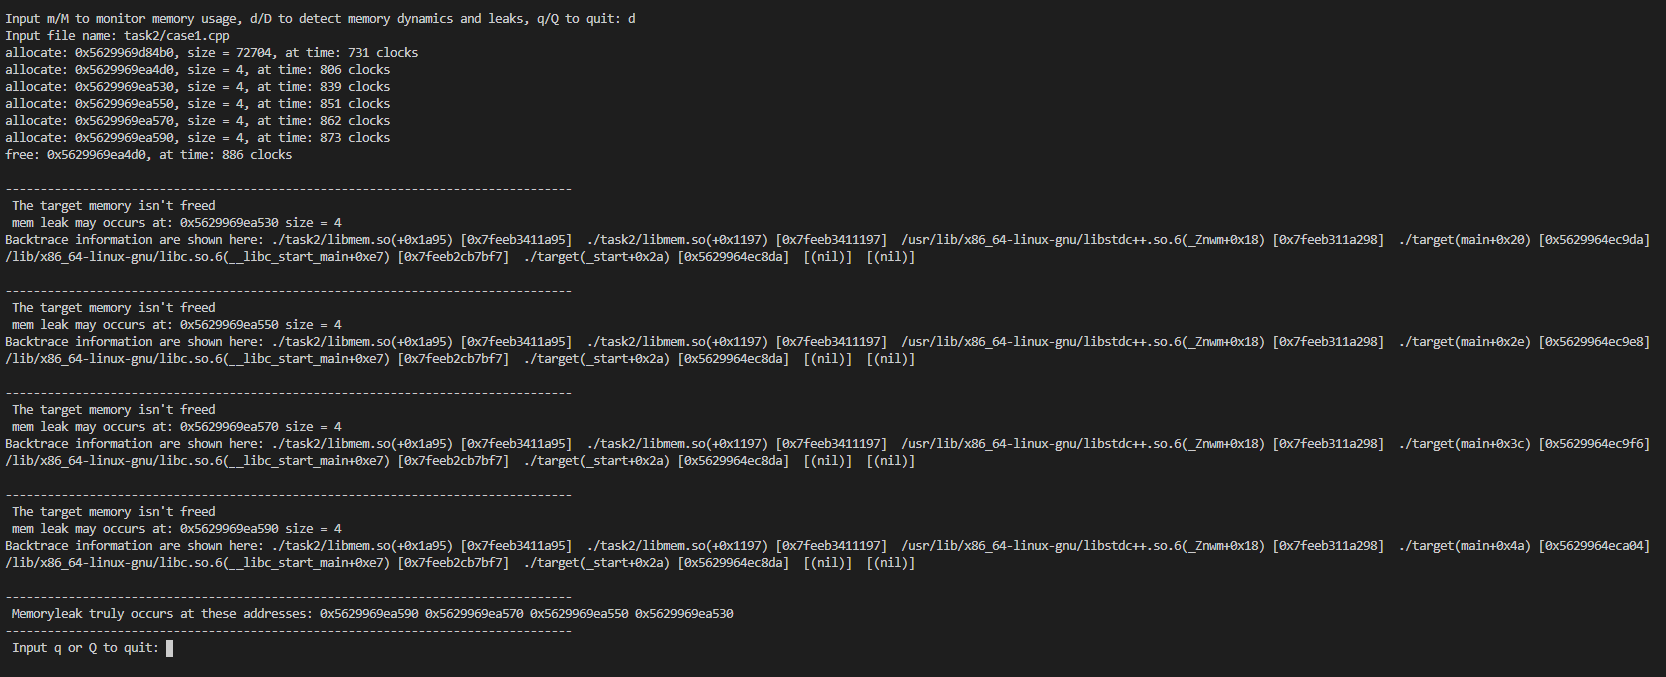 Input m/M to monitor memory usage, d/D to detect memory dynamics and leaks, q/Q to quit: d
Input file name: task2/case1.cpp
allocate: 0x5629969d84b0, size = 72704, at time: 731 clocks
allocate: 0x5629969ea4d0, size = 4, at time: 806 clocks
allocate: 0x5629969ea530, size = 4, at time: 839 clocks
allocate: 0x5629969ea550, size = 4, at time: 851 clocks
allocate: 0x5629969ea570, size = 4, at time: 862 clocks
allocate: 0x5629969ea590, size = 4, at time: 873 clocks
free: 0x5629969ea4d0, at time: 886 clocks
---------------------------------------------------------------------------------
The target memory isn't freed
mem leak may occurs at: 0x5629969ea530 size = 4
Backtrace information are shown here: ./task2/libmem.so(+0x1a95) [0x7feeb3411a95]  ./task2/libmem.so(+0x1197) [0x7feeb3411197]  /usr/lib/x86_64-linux-gnu/libstdc++.so.6(_Znwm+0x18) [0x7feeb311a298]  ./target(main+0x20) [0x5629964ec9da]
/lib/x86_64-linux-gnu/libc.so.6(__libc_start_main+0xe7) [0x7feeb2cb7bf7]  ./target(_start+0x2a) [0x5629964ec8da]  [(nil)]  [(nil)]
---------------------------------------------------------------------------------
The target memory isn't freed
mem leak may occurs at: 0x5629969ea550 size = 4
Backtrace information are shown here: ./task2/libmem.so(+0x1a95) [0x7feeb3411a95]  ./task2/libmem.so(+0x1197) [0x7feeb3411197]  /usr/lib/x86_64-linux-gnu/libstdc++.so.6(_Znwm+0x18) [0x7feeb311a298]  ./target(main+0x2e) [0x5629964ec9e8]
/lib/x86_64-linux-gnu/libc.so.6(__libc_start_main+0xe7) [0x7feeb2cb7bf7]  ./target(_start+0x2a) [0x5629964ec8da]  [(nil)]  [(nil)]
---------------------------------------------------------------------------------
The target memory isn't freed
mem leak may occurs at: 0x5629969ea570 size = 4
Backtrace information are shown here: ./task2/libmem.so(+0x1a95) [0x7feeb3411a95]  ./task2/libmem.so(+0x1197) [0x7feeb3411197]  /usr/lib/x86_64-linux-gnu/libstdc++.so.6(_Znwm+0x18) [0x7feeb311a298]  ./target(main+0x3c) [0x5629964ec9f6]
/lib/x86_64-linux-gnu/libc.so.6(__libc_start_main+0xe7) [0x7feeb2cb7bf7]  ./target(_start+0x2a) [0x5629964ec8da]  [(nil)]  [(nil)]
---------------------------------------------------------------------------------
The target memory isn't freed
mem leak may occurs at: 0x5629969ea590 size = 4
Backtrace information are shown here: ./task2/libmem.so(+0x1a95) [0x7feeb3411a95]  ./task2/libmem.so(+0x1197) [0x7feeb3411197]  /usr/lib/x86_64-linux-gnu/libstdc++.so.6(_Znwm+0x18) [0x7feeb311a298]  ./target(main+0x4a) [0x5629964eca04]
/lib/x86_64-linux-gnu/libc.so.6(__libc_start_main+0xe7) [0x7feeb2cb7bf7]  ./target(_start+0x2a) [0x5629964ec8da]  [(nil)]  [(nil)]
---------------------------------------------------------------------------------
Memoryleak truly occurs at these addresses: 0x5629969ea590 0x5629969ea570 0x5629969ea550 0x5629969ea530
---------------------------------------------------------------------------------
Input q or Q to quit: